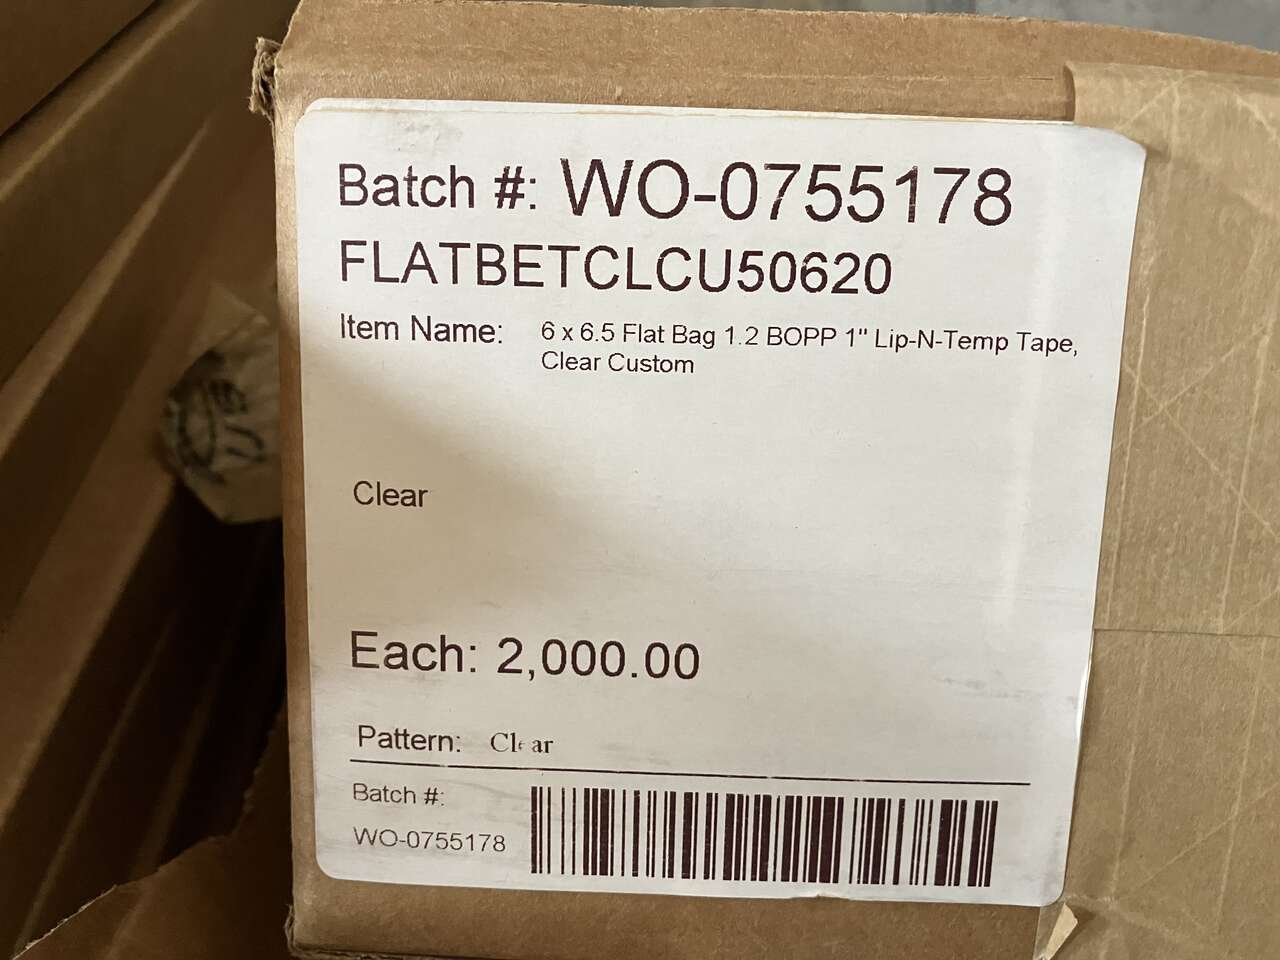 Batch #: WO-0755178
FLATBETCLCU50620
Item Name: 6 x 6.5 Flat Bag 1.2 BOPP 1" Lip-N-Temp Tape,
Clear Custom
Clear
Each: 2,000.00
Pattern: Clear
Batch #:
WO-0755178